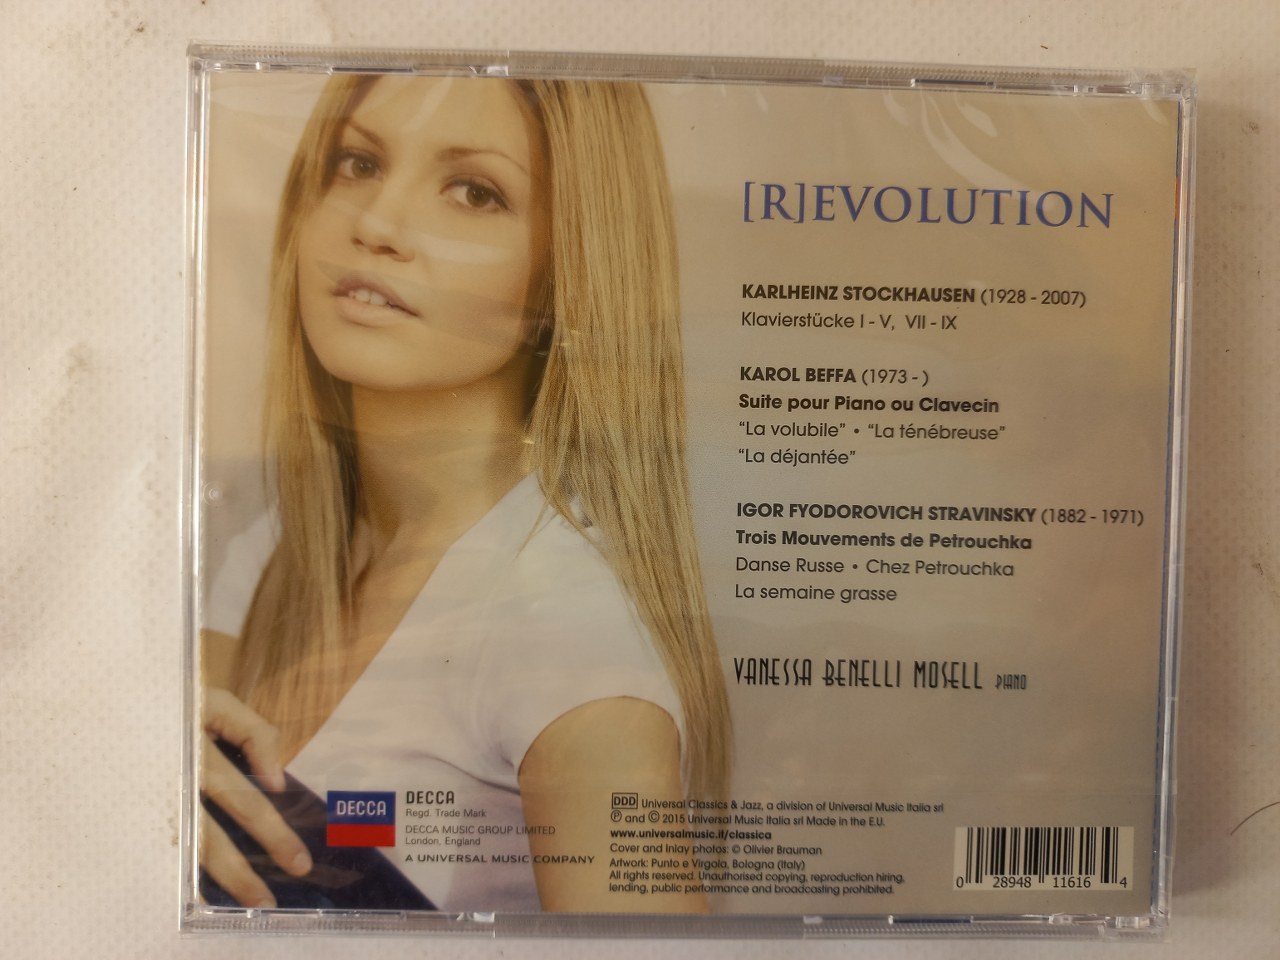 [R]EVOLUTION
KARLHEINZ STOCKHAUSEN (1928 - 2007)
Klavierstücke I - V, VII - IX
KAROL BEFFA (1973 - )
Suite pour Piano ou Clavecin
“La volubile” • “La ténébreuse”
“La déjantée”
IGOR FYODOROVICH STRAVINSKY (1882 - 1971)
Trois Mouvements de Petrouchka
Danse Russe • Chez Petrouchka
La semaine grasse
VANESSA BENELLI MOSELL PIANO
DECCA
DECCA
Regd. Trade Mark
DECCA MUSIC GROUP LIMITED
London, England
A UNIVERSAL MUSIC COMPANY
DDD Universal Classics & Jazz, a division of Universal Music Italia srl
℗ and © 2015 Universal Music Italia srl Made in the E.U.
www.universalmusic.it/classica
Cover and Inlay photos: © Olivier Brauman
Artwork: Punto e Virgola, Bologna (Italy)
All rights reserved. Unauthorised copying, reproduction hiring,
lending, public performance and broadcasting prohibited.
0 28948 11616 4